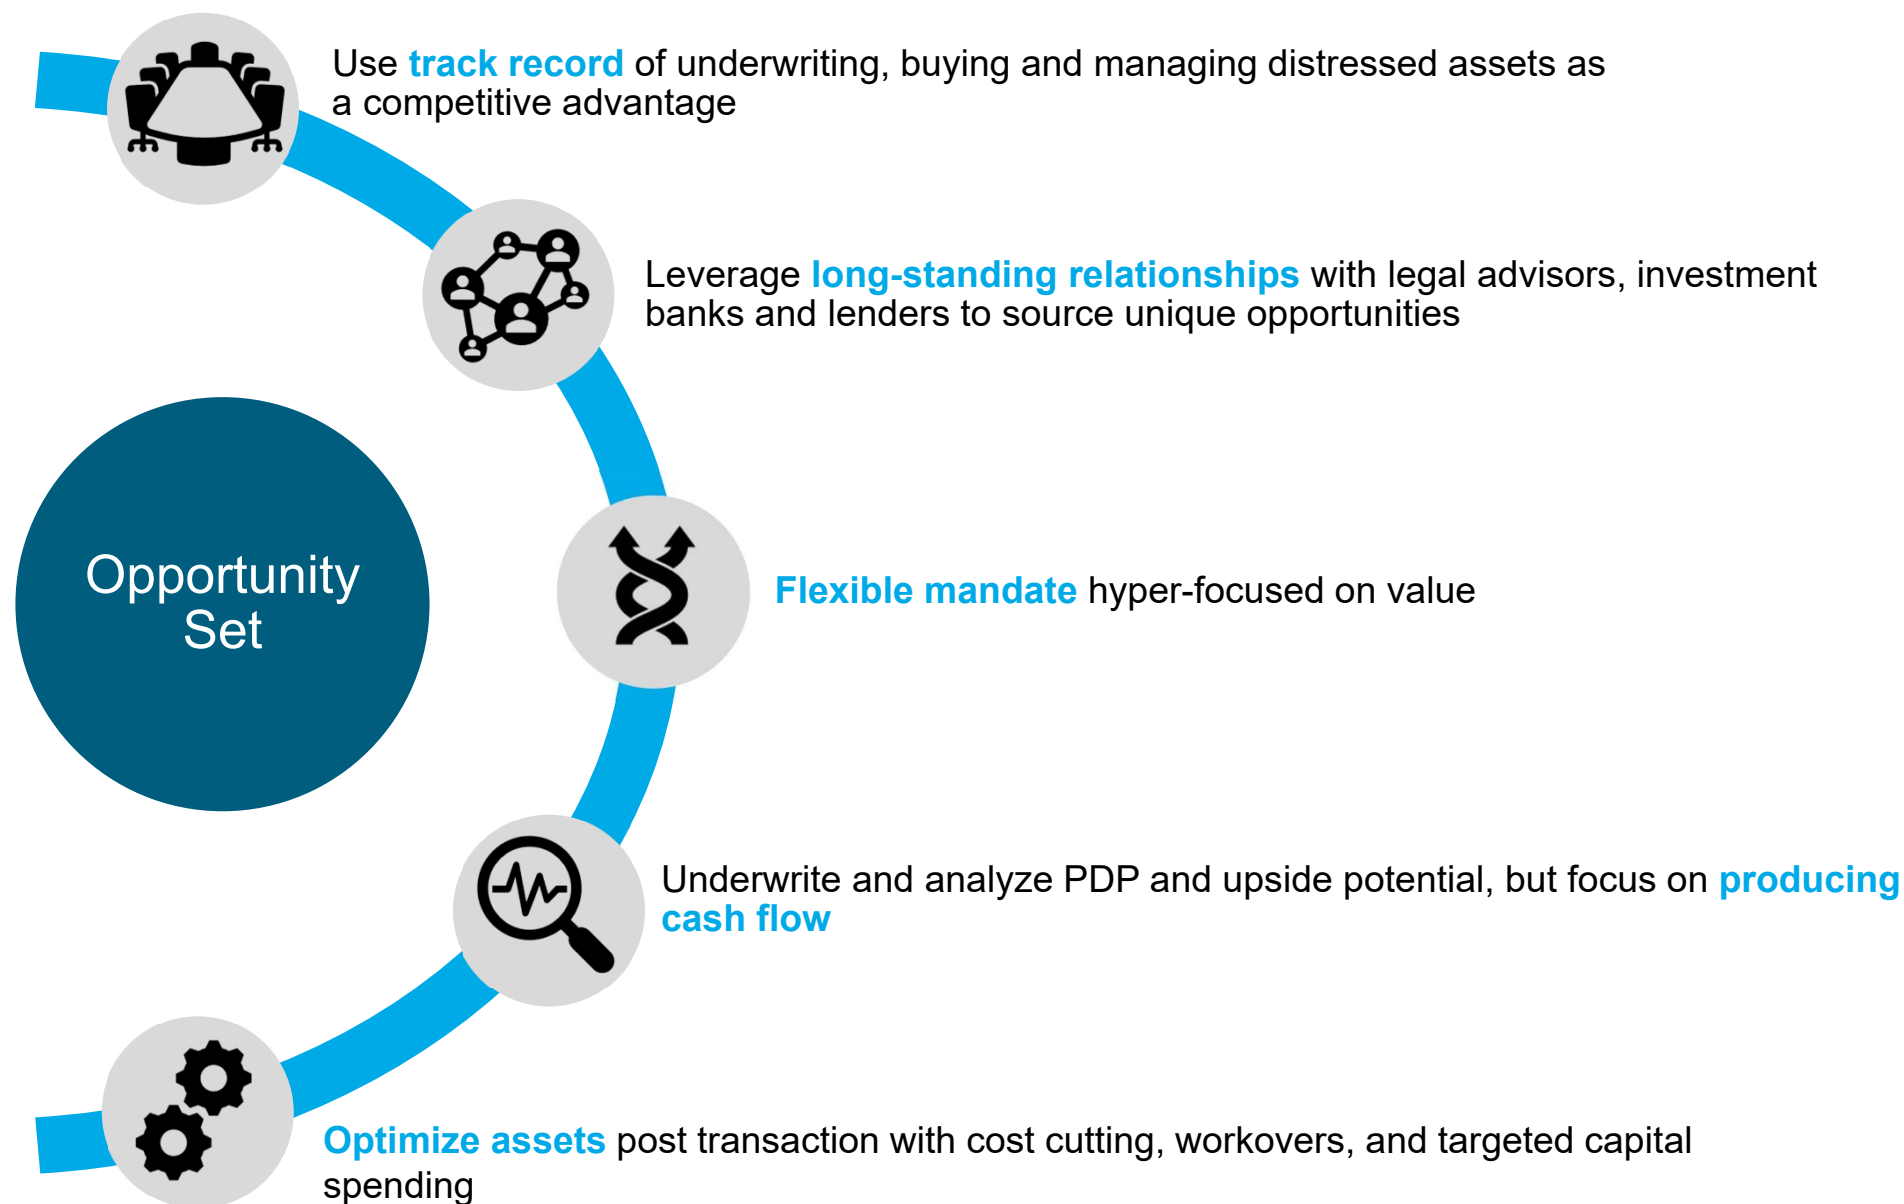 Use track record of underwriting, buying and managing distressed assets as
a competitive advantage
Leverage long-standing relationships with legal advisors, investment
banks and lenders to source unique opportunities
Opportunity
Set
Flexible mandate hyper-focused on value
Underwrite and analyze PDP and upside potential, but focus on producing
cash flow
Optimize assets post transaction with cost cutting, workovers, and targeted capital
spending